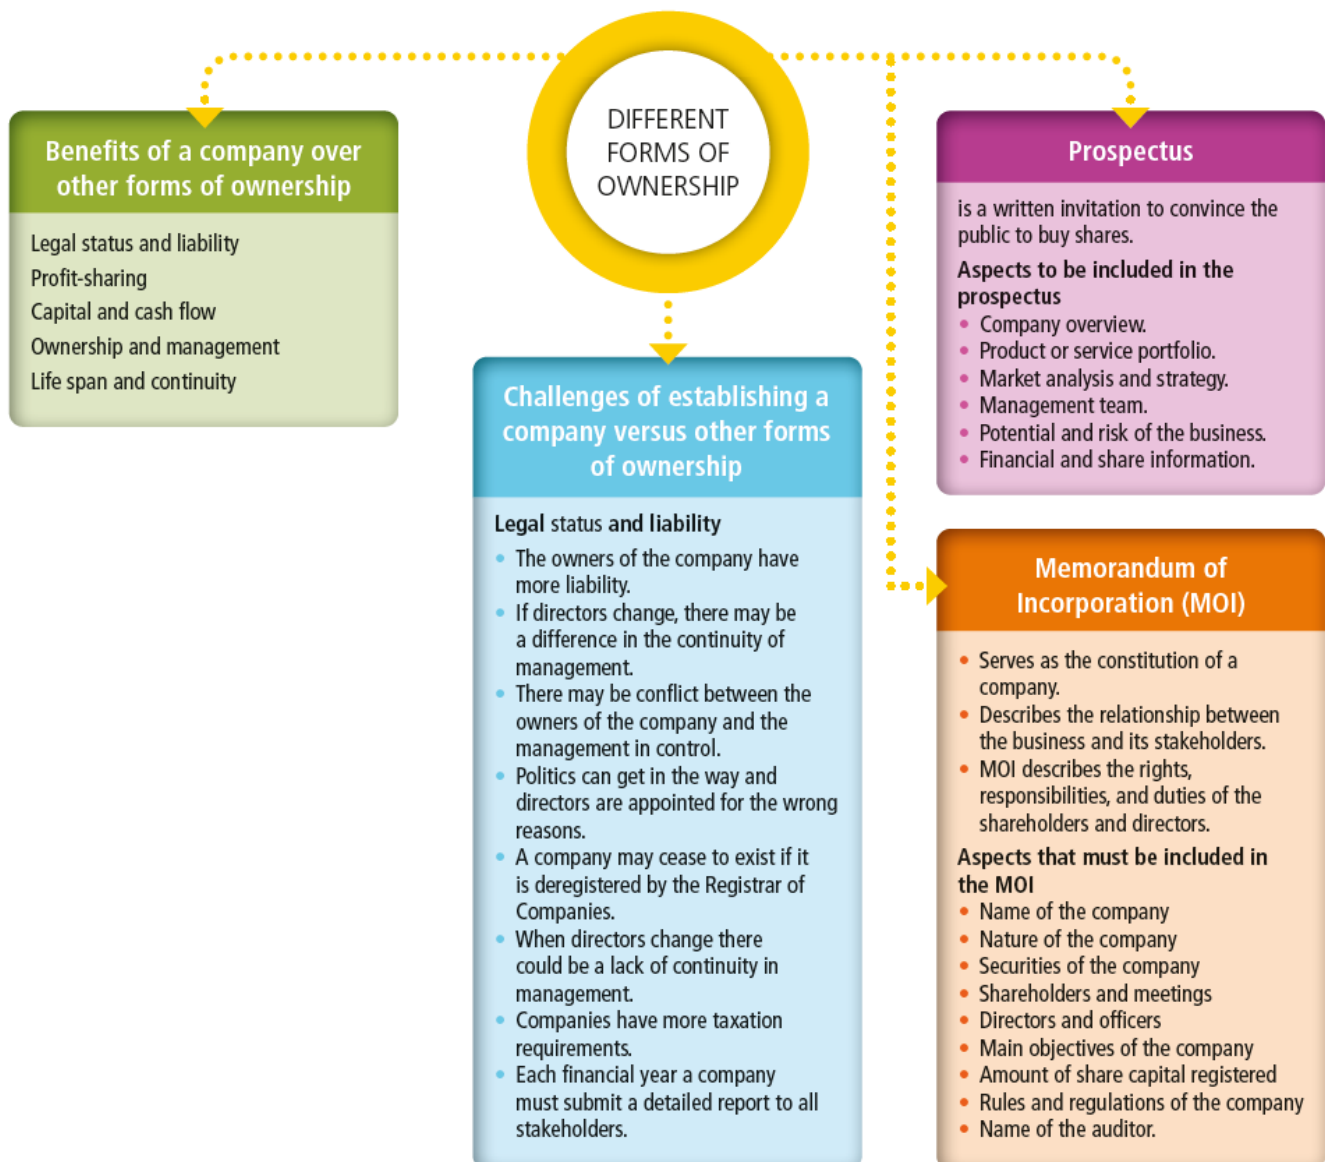 DIFFERENT
FORMS OF
OWNERSHIP
Benefits of a company over
other forms of ownership
Legal status and liability
Profit-sharing
Capital and cash flow
Ownership and management
Life span and continuity
Challenges of establishing a
company versus other forms
of ownership
Legal status and liability
• The owners of the company have
more liability.
• If directors change, there may be
a difference in the continuity of
management.
• There may be conflict between the
owners of the company and the
management in control.
• Politics can get in the way and
directors are appointed for the wrong
reasons.
• A company may cease to exist if it
is deregistered by the Registrar of
Companies.
• When directors change there
could be a lack of continuity in
management.
• Companies have more taxation
requirements.
• Each financial year a company
must submit a detailed report to all
stakeholders.
Prospectus
is a written invitation to convince the
public to buy shares.
Aspects to be included in the
prospectus
• Company overview.
• Product or service portfolio.
• Market analysis and strategy.
• Management team.
• Potential and risk of the business.
• Financial and share information.
Memorandum of
Incorporation (MOI)
• Serves as the constitution of a
company.
• Describes the relationship between
the business and its stakeholders.
• MOI describes the rights,
responsibilities, and duties of the
shareholders and directors.
Aspects that must be included in
the MOI
• Name of the company
• Nature of the company
• Securities of the company
• Shareholders and meetings
• Directors and officers
• Main objectives of the company
• Amount of share capital registered
• Rules and regulations of the company
• Name of the auditor.